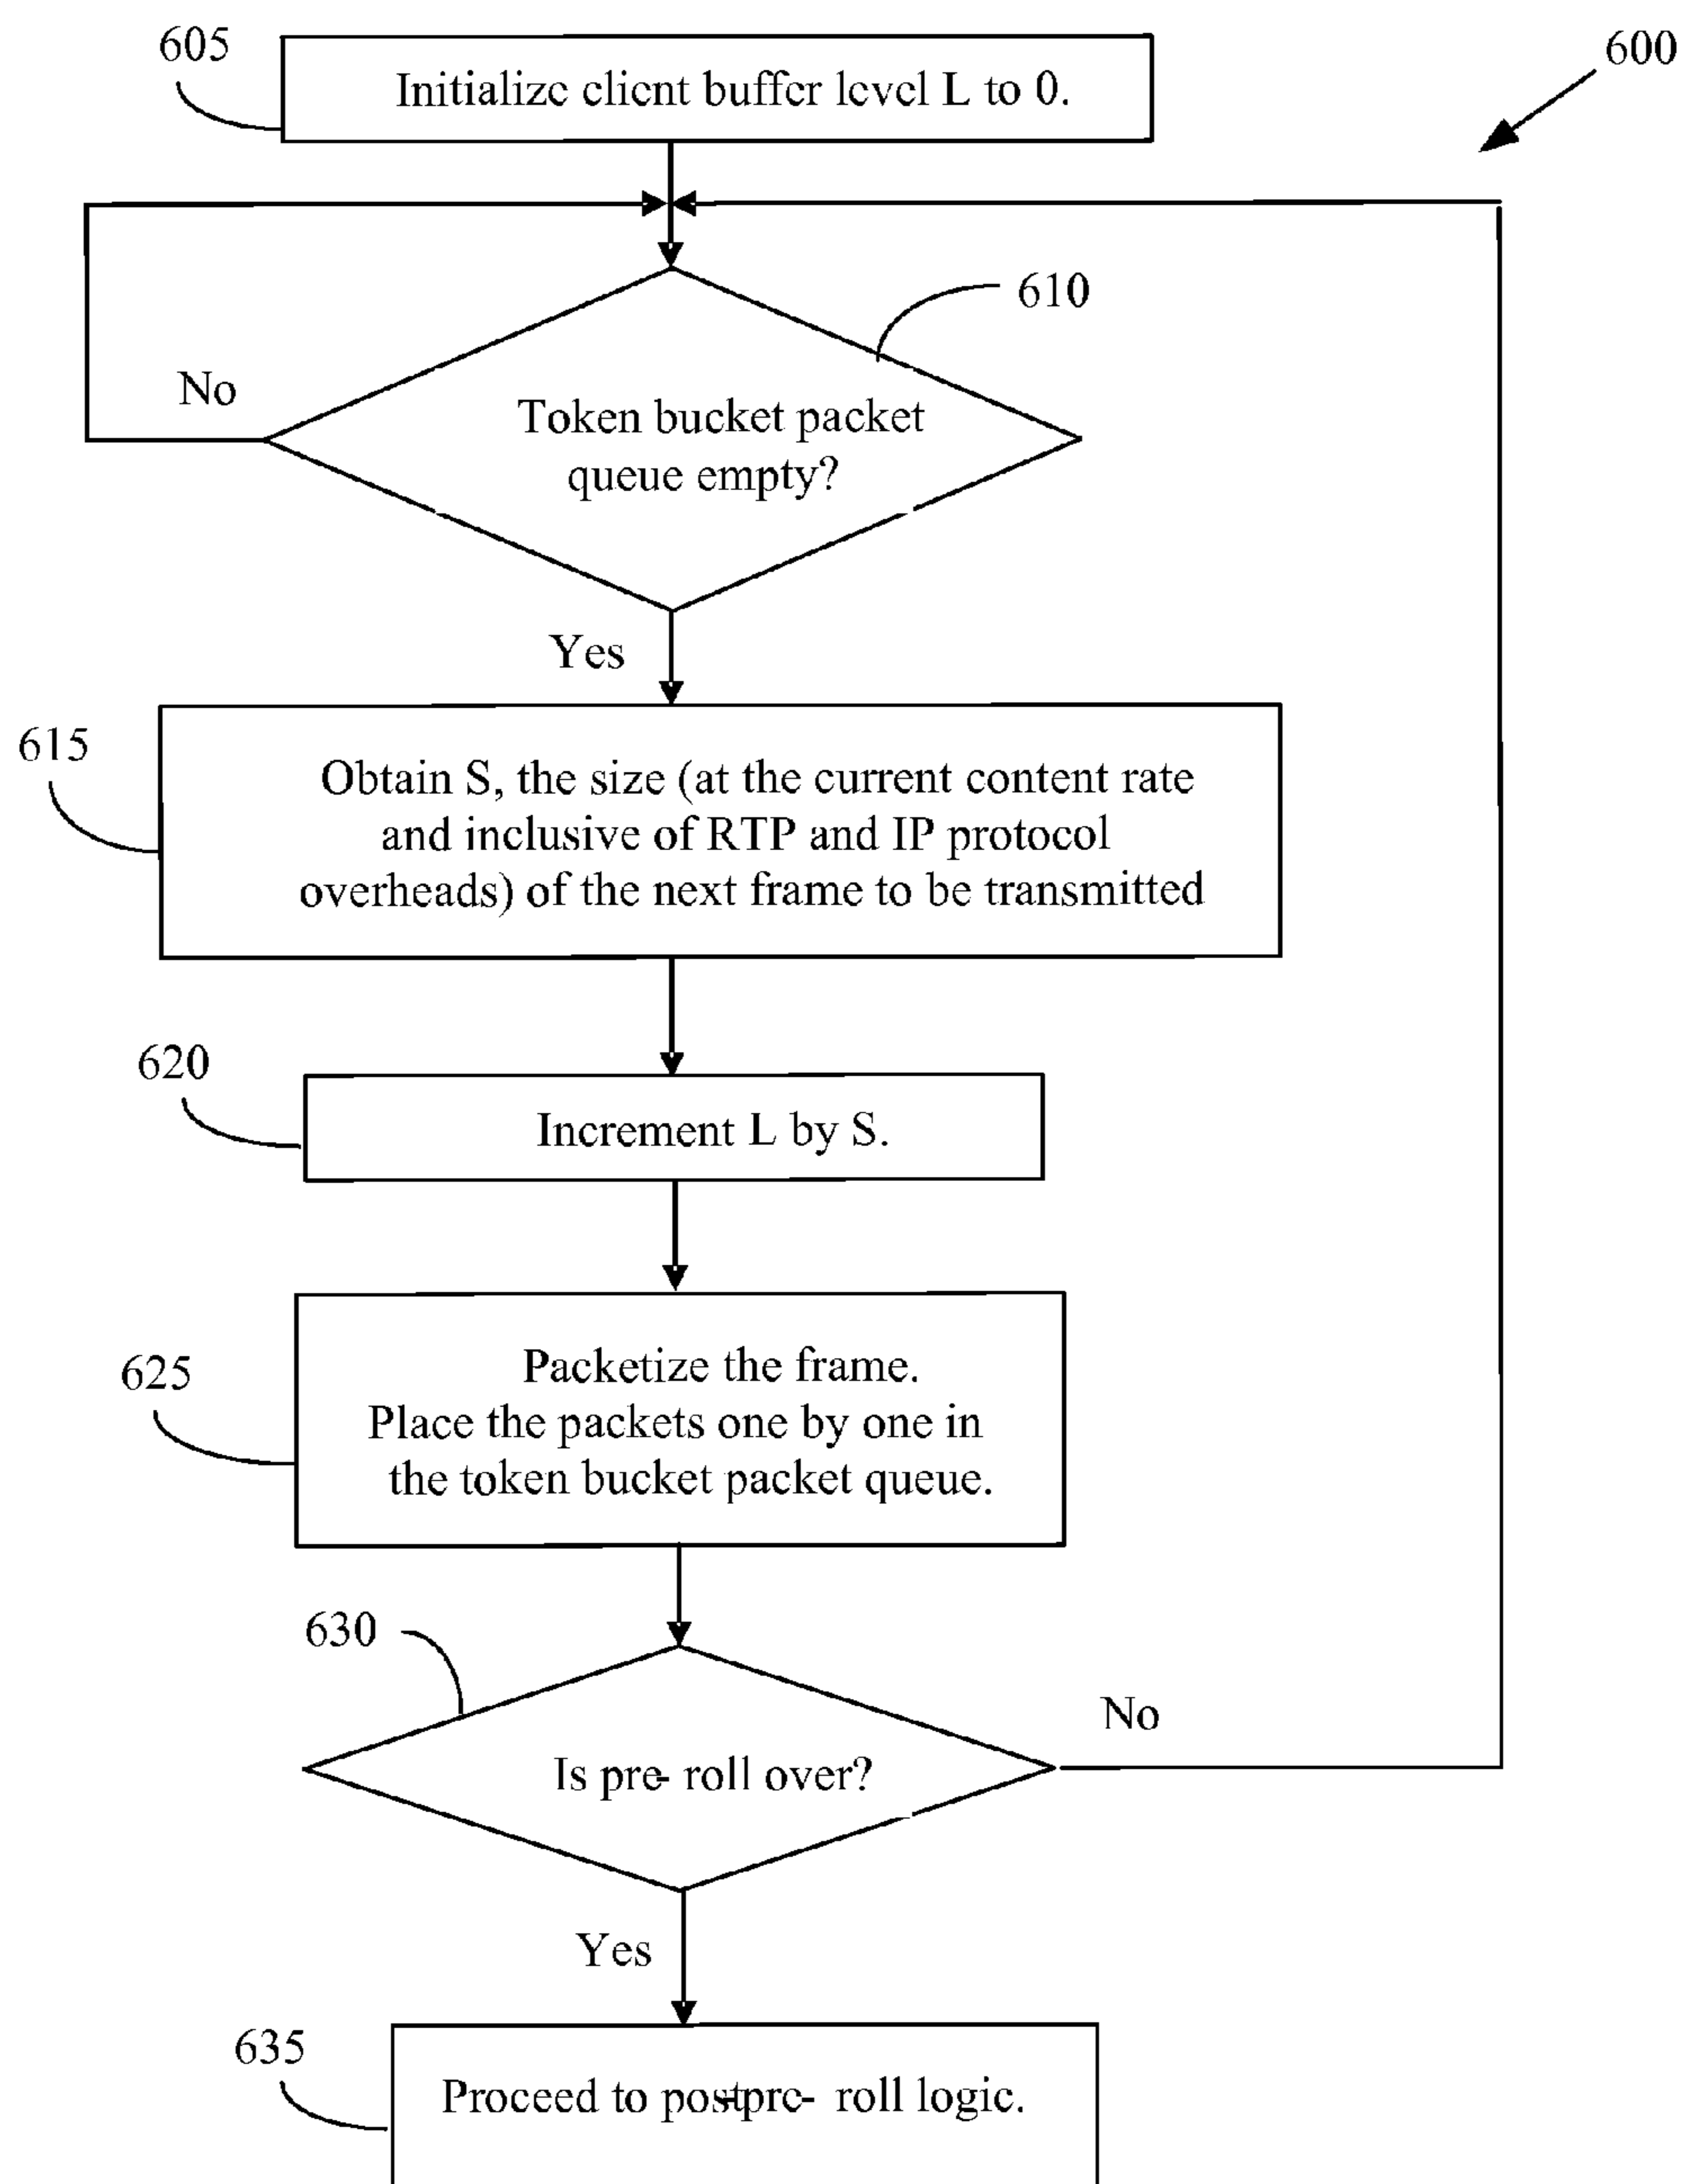 605
Initialize client buffer level L to 0.
600
610
No
Token bucket packet
queue empty?
Yes
615
Obtain S, the size (at the current content rate
and inclusive of RTP and IP protocol
overheads) of the next frame to be transmitted
620
Increment L by S.
625
Packetize the frame.
Place the packets one by one in
the token bucket packet queue.
630
No
Is pre- roll over?
Yes
635
Proceed to post-pre- roll logic.